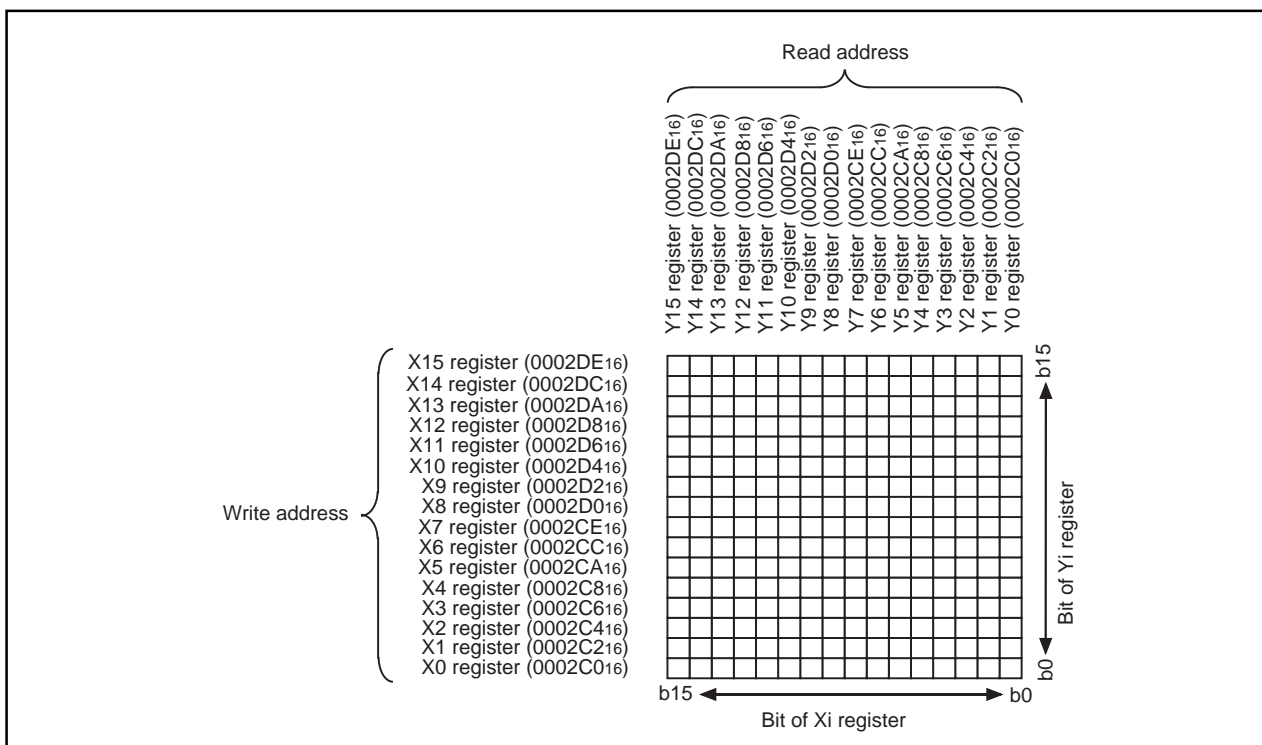 Read address
Y15 register (0002DE16)
Y14 register (0002DC16)
Y13 register (0002DA16)
Y12 register (0002D816)
Y11 register (0002D616)
Y10 register (0002D416)
Y9 register (0002D216)
Y8 register (0002D016)
Y7 register (0002CE16)
Y6 register (0002CC16)
Y5 register (0002CA16)
Y4 register (0002C816)
Y3 register (0002C616)
Y2 register (0002C416)
Y1 register (0002C216)
Y0 register (0002C016)
Write address
X15 register (0002DE16)
X14 register (0002DC16)
X13 register (0002DA16)
X12 register (0002D816)
X11 register (0002D616)
X10 register (0002D416)
X9 register (0002D216)
X8 register (0002D016)
X7 register (0002CE16)
X6 register (0002CC16)
X5 register (0002CA16)
X4 register (0002C816)
X3 register (0002C616)
X2 register (0002C416)
X1 register (0002C216)
X0 register (0002C016)
b15
Bit of Yi register
b0
b15
b0
Bit of Xi register